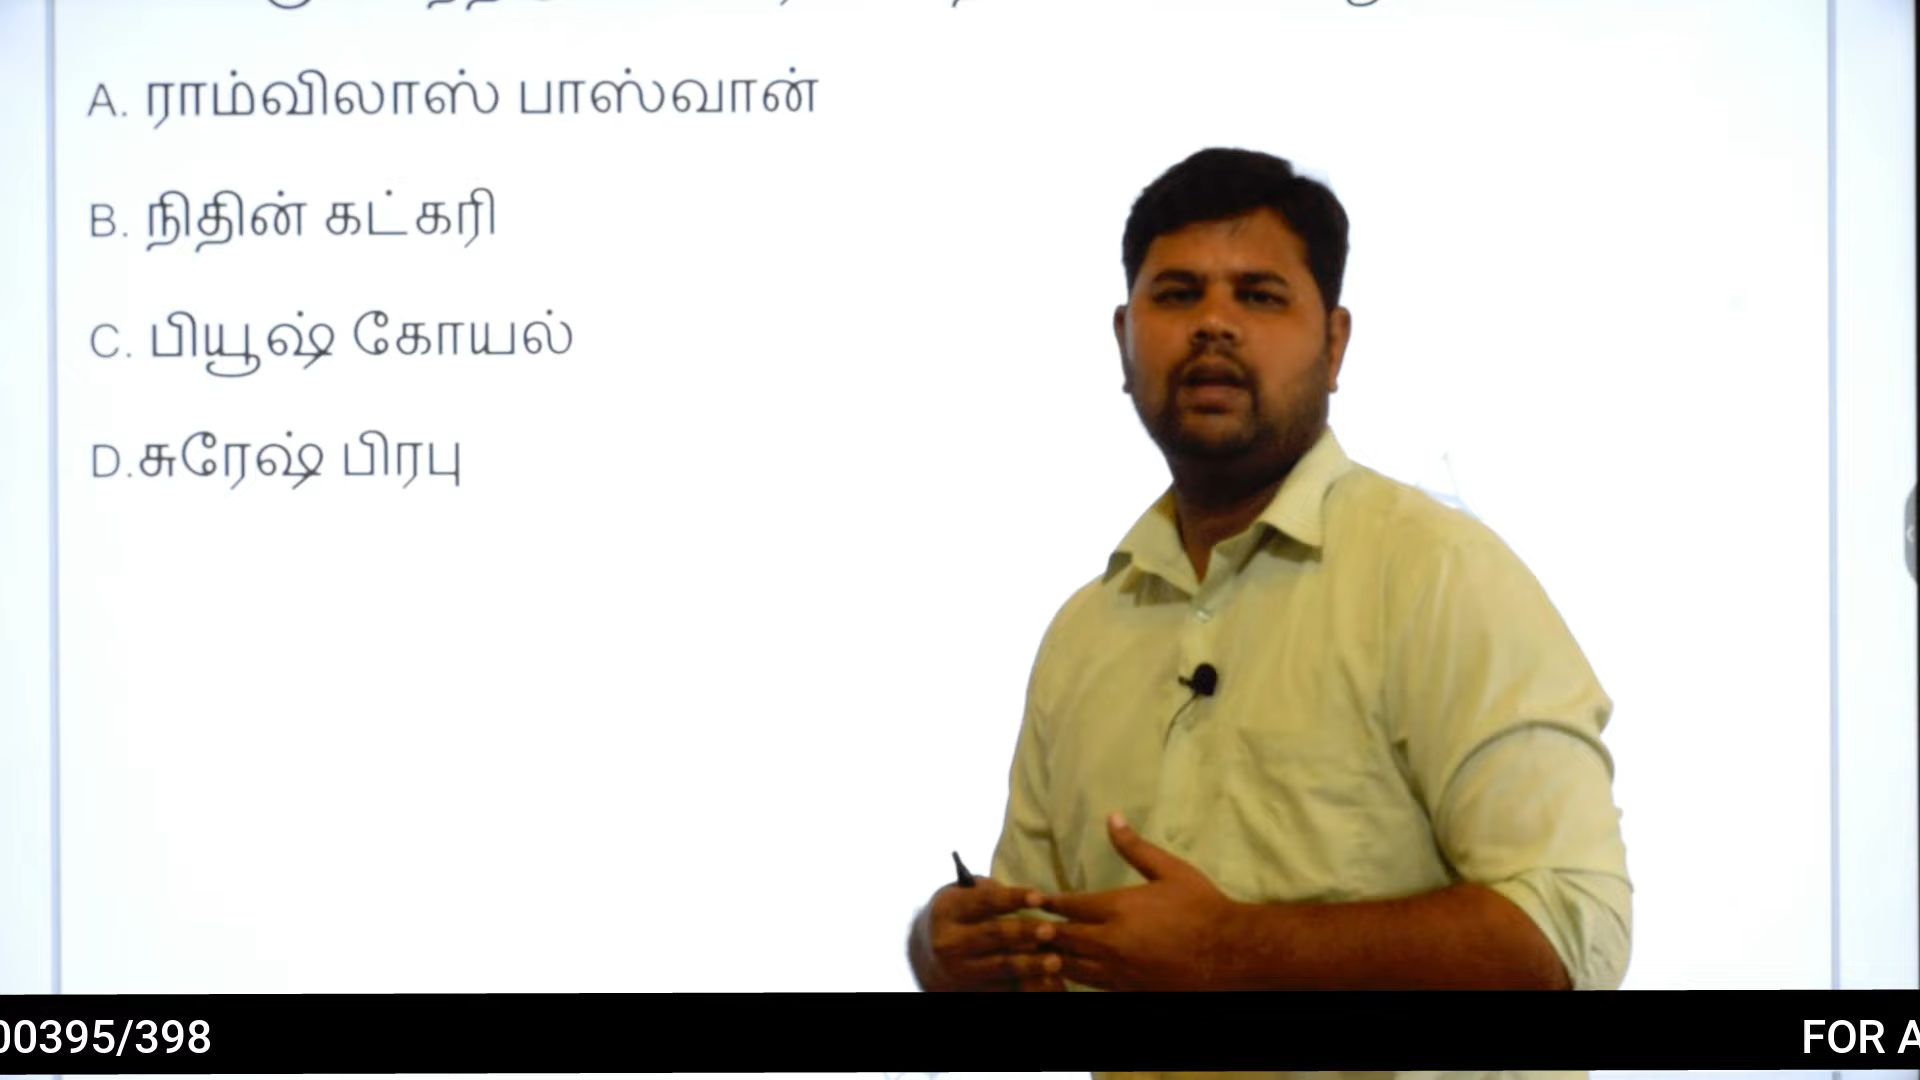 A. ராம்விலாஸ் பாஸ்வான்
B. நிதின் கட்கரி
C. பியூஷ் கோயல்
D.சுரேஷ் பிரபு
00395/398
FOR A